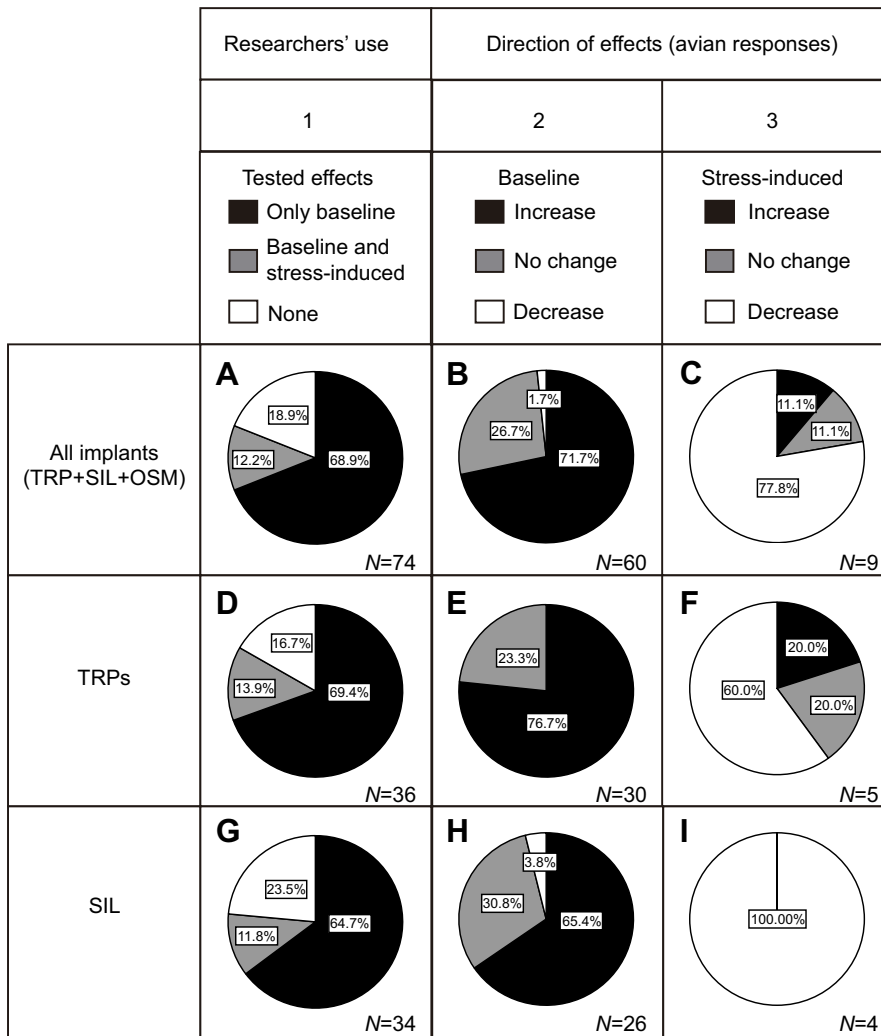 Researchers’ use
Direction of effects (avian responses)
1
2
3
Tested effects
Only baseline
Baseline and
stress-induced
None
Baseline
Increase
No change
Decrease
Stress-induced
Increase
No change
Decrease
All implants
(TRP+SIL+OSM)
A
18.9%
12.2%
68.9%
N=74
B
1.7%
26.7%
71.7%
N=60
C
11.1%
11.1%
77.8%
N=9
TRPs
D
16.7%
13.9%
69.4%
N=36
E
23.3%
76.7%
N=30
F
20.0%
60.0%
20.0%
N=5
SIL
G
23.5%
64.7%
11.8%
N=34
H
3.8%
30.8%
65.4%
N=26
I
100.00%
N=4